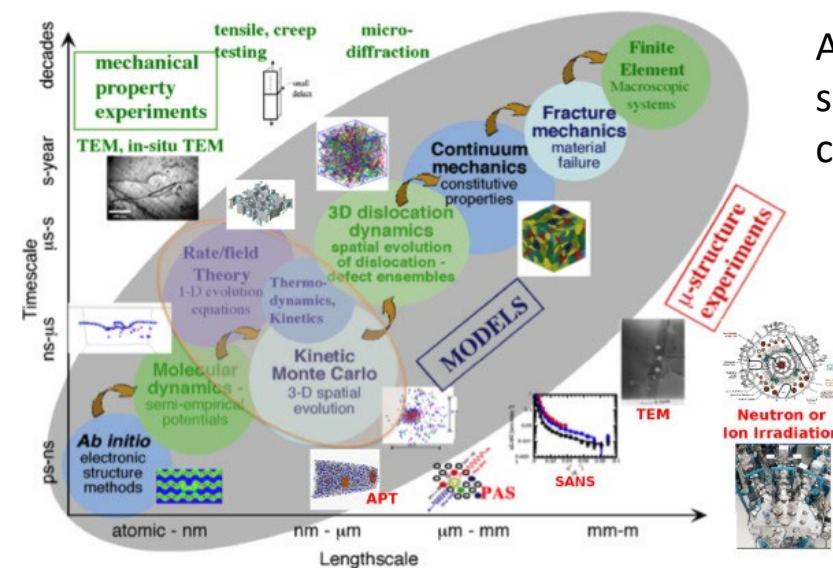 tensile, creep
testing
micro-
diffraction
mechanical
property
experiments
small
defect
TEM, in-situ TEM
Finite
Element
Macroscopic
systems
Fracture
mechanics
material
failure
Continuum
mechanics
constitutive
properties
3D dislocation
dynamics
spatial evolution
of dislocation -
defect ensembles
Rate/field
Theory
1-D evolution
equations
Thermo-
dynamics,
Kinetics
Kinetic
Monte Carlo
3-D spatial
evolution
Molecular
dynamics -
semi-empirical
potentials
Ab initio
electronic
structure
methods
MODELS
μ-structure
experiments
TEM
SANS
PAS
APT
Neutron or
Ion Irradiation
decades
s-year
μs-s
ns-μs
ps-ns
Timescale
atomic - nm
nm - μm
μm - mm
mm-m
Lengthscale
A
s
c